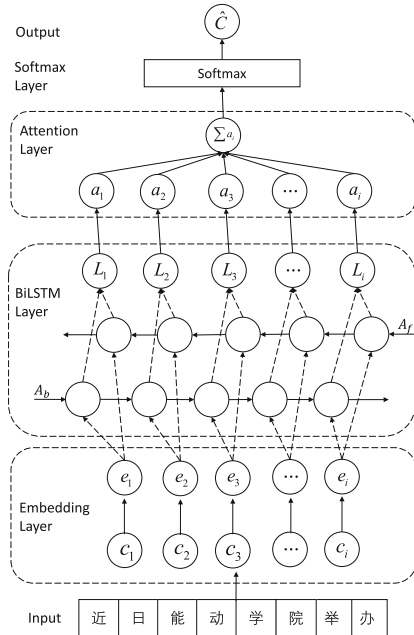 Output
Ĉ
Softmax Layer
Softmax
Attention Layer
∑aᵢ
a₁ a₂ a₃ ... aᵢ
BiLSTM Layer
L₁ L₂ L₃ ... Lᵢ
A_f
A_b
Embedding Layer
e₁ e₂ e₃ ... eᵢ
c₁ c₂ c₃ ... cᵢ
Input 近 日 能 动 学 院 举 办